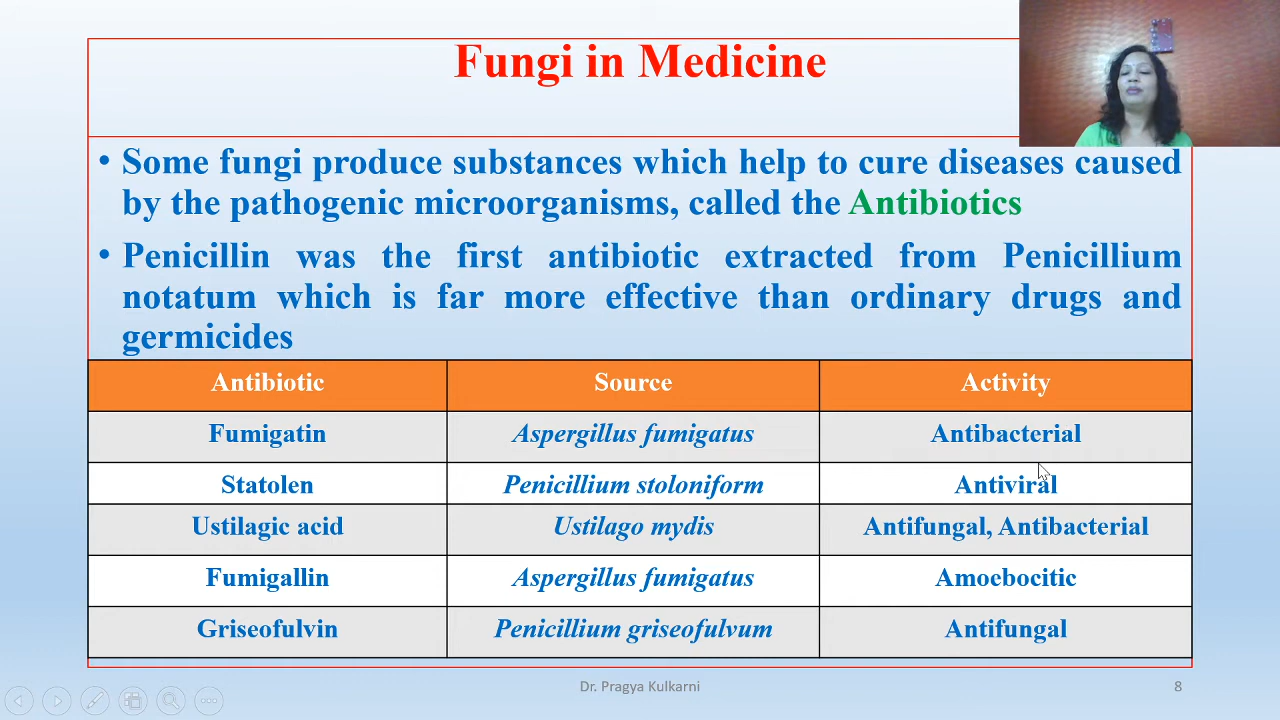 Fungi in Medicine
• Some fungi produce substances which help to cure diseases caused
by the pathogenic microorganisms, called the Antibiotics
• Penicillin was the first antibiotic extracted from Penicillium
notatum which is far more effective than ordinary drugs and
germicides
Antibiotic Source Activity
Fumigatin Aspergillus fumigatus Antibacterial
Statolen Penicillium stoloniform Antiviral
Ustilagic acid Ustilago mydis Antifungal, Antibacterial
Fumigallin Aspergillus fumigatus Amoebocitic
Griseofulvin Penicillium griseofulvum Antifungal
Dr. Pragya Kulkarni 8